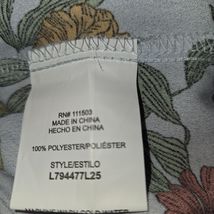 RN# 111503
MADE IN CHINA
HECHO EN CHINA
100% POLYESTER/POLIÉSTER
STYLE/ESTILO
L794477L25